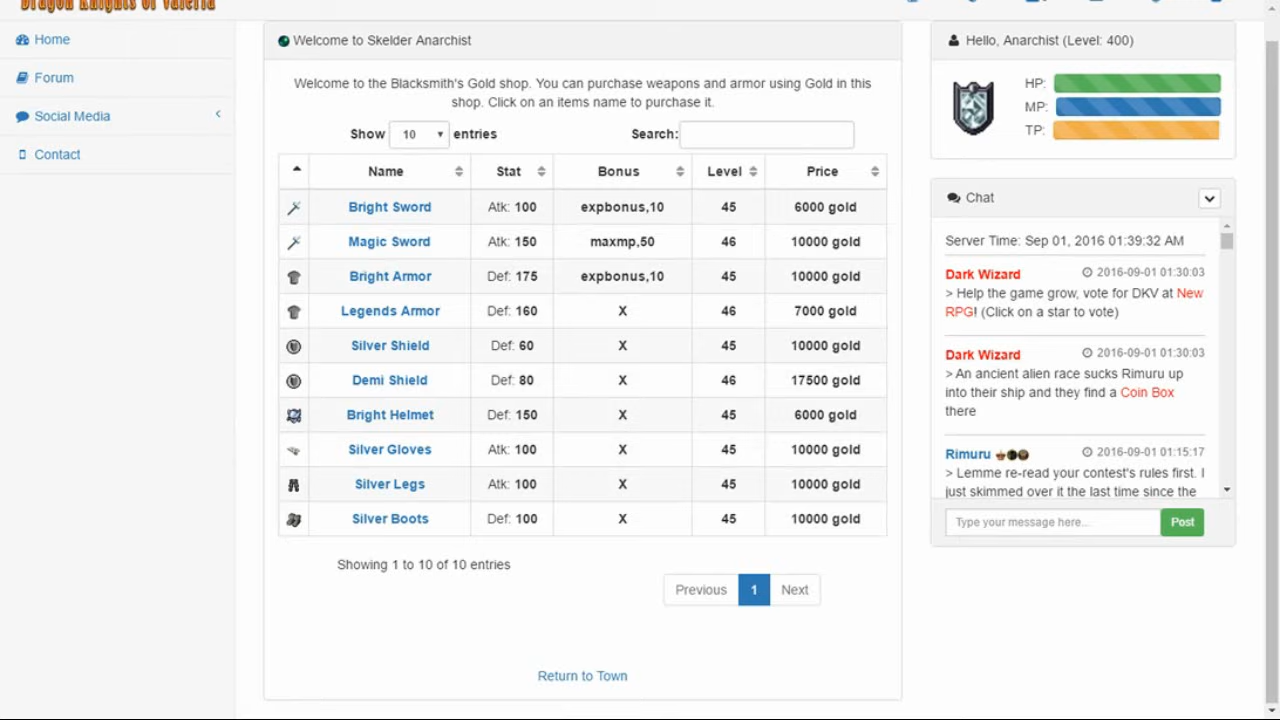 Dragon Knights of Valeria
Home
Forum
Social Media
Contact
Welcome to Skelder Anarchist
Welcome to the Blacksmith's Gold shop. You can purchase weapons and armor using Gold in this
shop. Click on an items name to purchase it.
Show 10 entries Search:
Name Stat Bonus Level Price
Bright Sword Atk: 100 expbonus,10 45 6000 gold
Magic Sword Atk: 150 maxmp,50 46 10000 gold
Bright Armor Def: 175 expbonus,10 45 10000 gold
Legends Armor Def: 160 X 46 7000 gold
Silver Shield Def: 60 X 45 10000 gold
Demi Shield Def: 80 X 46 17500 gold
Bright Helmet Def: 150 X 45 6000 gold
Silver Gloves Atk: 100 X 45 10000 gold
Silver Legs Atk: 100 X 45 10000 gold
Silver Boots Def: 100 X 45 10000 gold
Showing 1 to 10 of 10 entries
Previous 1 Next
Return to Town
Hello, Anarchist (Level: 400)
HP:
MP:
TP:
Chat
Server Time: Sep 01, 2016 01:39:32 AM
Dark Wizard 2016-09-01 01:30:03
> Help the game grow, vote for DKV at New
RPG! (Click on a star to vote)
Dark Wizard 2016-09-01 01:30:03
> An ancient alien race sucks Rimuru up
into their ship and they find a Coin Box
there
Rimuru 2016-09-01 01:15:17
> Lemme re-read your contest's rules first. I
just skimmed over it the last time since the
Type your message here... Post